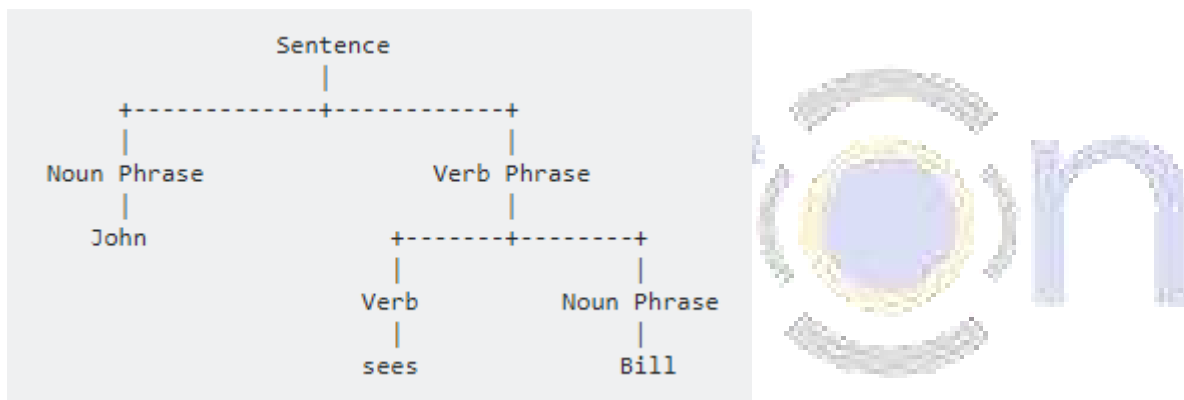 Sentence
|
+-------------+------------+
| |
Noun Phrase Verb Phrase
| |
John +-------+--------+
| |
Verb Noun Phrase
| |
sees Bill
n